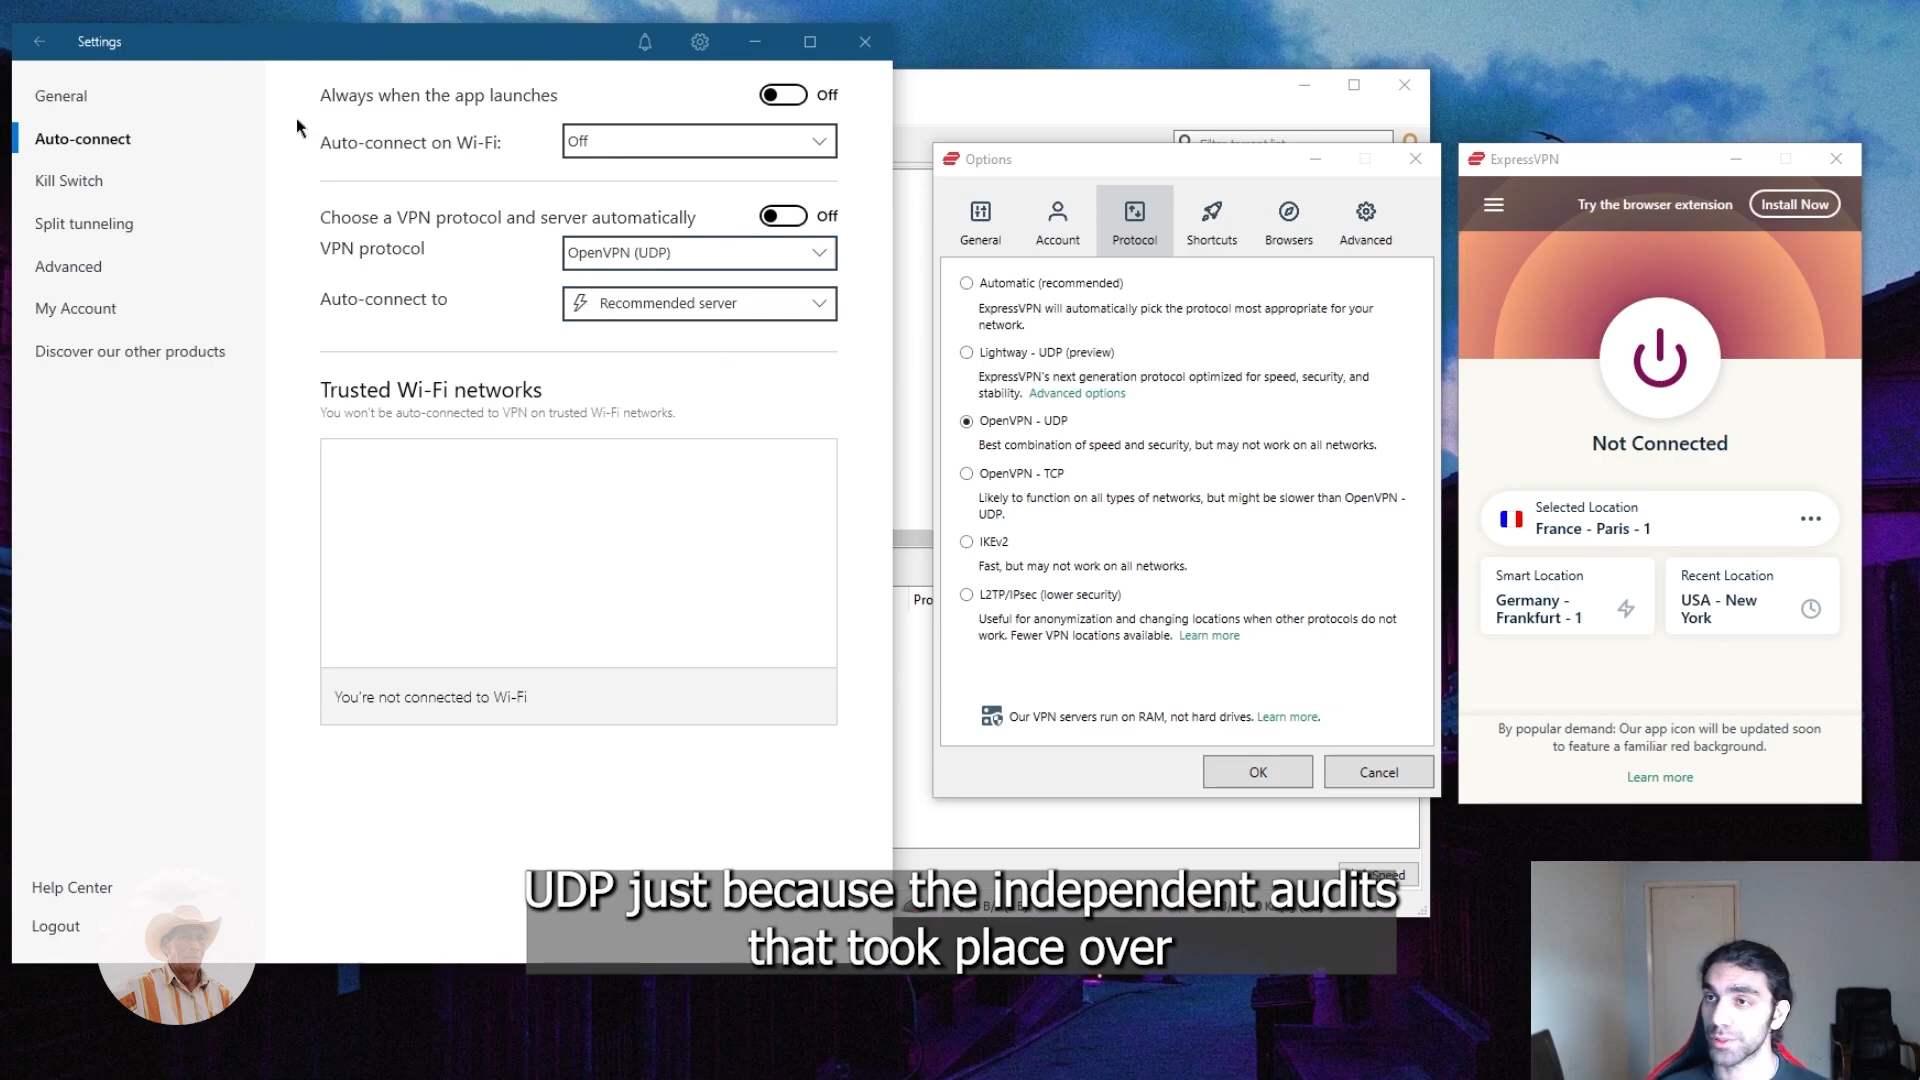 Settings
General
Auto-connect
Kill Switch
Split tunneling
Advanced
My Account
Discover our other products
Help Center
Logout
Always when the app launches
Off
Auto-connect on Wi-Fi:
Off
Choose a VPN protocol and server automatically
Off
VPN protocol
OpenVPN (UDP)
Auto-connect to
Recommended server
Trusted Wi-Fi networks
You won't be auto-connected to VPN on trusted Wi-Fi networks.
You're not connected to Wi-Fi
Pro
Options
General
Account
Protocol
Shortcuts
Browsers
Advanced
Automatic (recommended)
ExpressVPN will automatically pick the protocol most appropriate for your
network.
Lightway - UDP (preview)
ExpressVPN's next generation protocol optimized for speed, security, and
stability. Advanced options
OpenVPN - UDP
Best combination of speed and security, but may not work on all networks.
OpenVPN - TCP
Likely to function on all types of networks, but might be slower than OpenVPN -
UDP.
IKEv2
Fast, but may not work on all networks.
L2TP/IPsec (lower security)
Useful for anonymization and changing locations when other protocols do not
work. Fewer VPN locations available. Learn more
Our VPN servers run on RAM, not hard drives. Learn more.
OK
Cancel
ExpressVPN
Try the browser extension
Install Now
Not Connected
Selected Location
France - Paris - 1
Smart Location
Germany -
Frankfurt - 1
Recent Location
USA - New
York
By popular demand: Our app icon will be updated soon
to feature a familiar red background.
Learn more
UDP just because the independent audits
that took place over